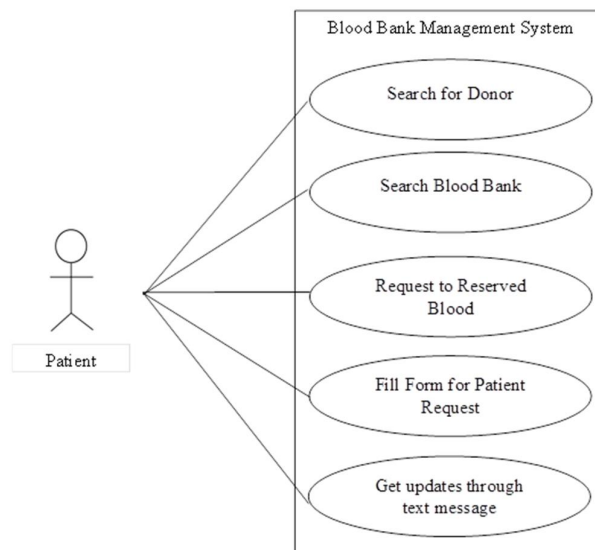 Blood Bank Management System
Search for Donor
Search Blood Bank
Request to Reserved
Blood
Patient
Fill Form for Patient
Request
Get updates through
text message